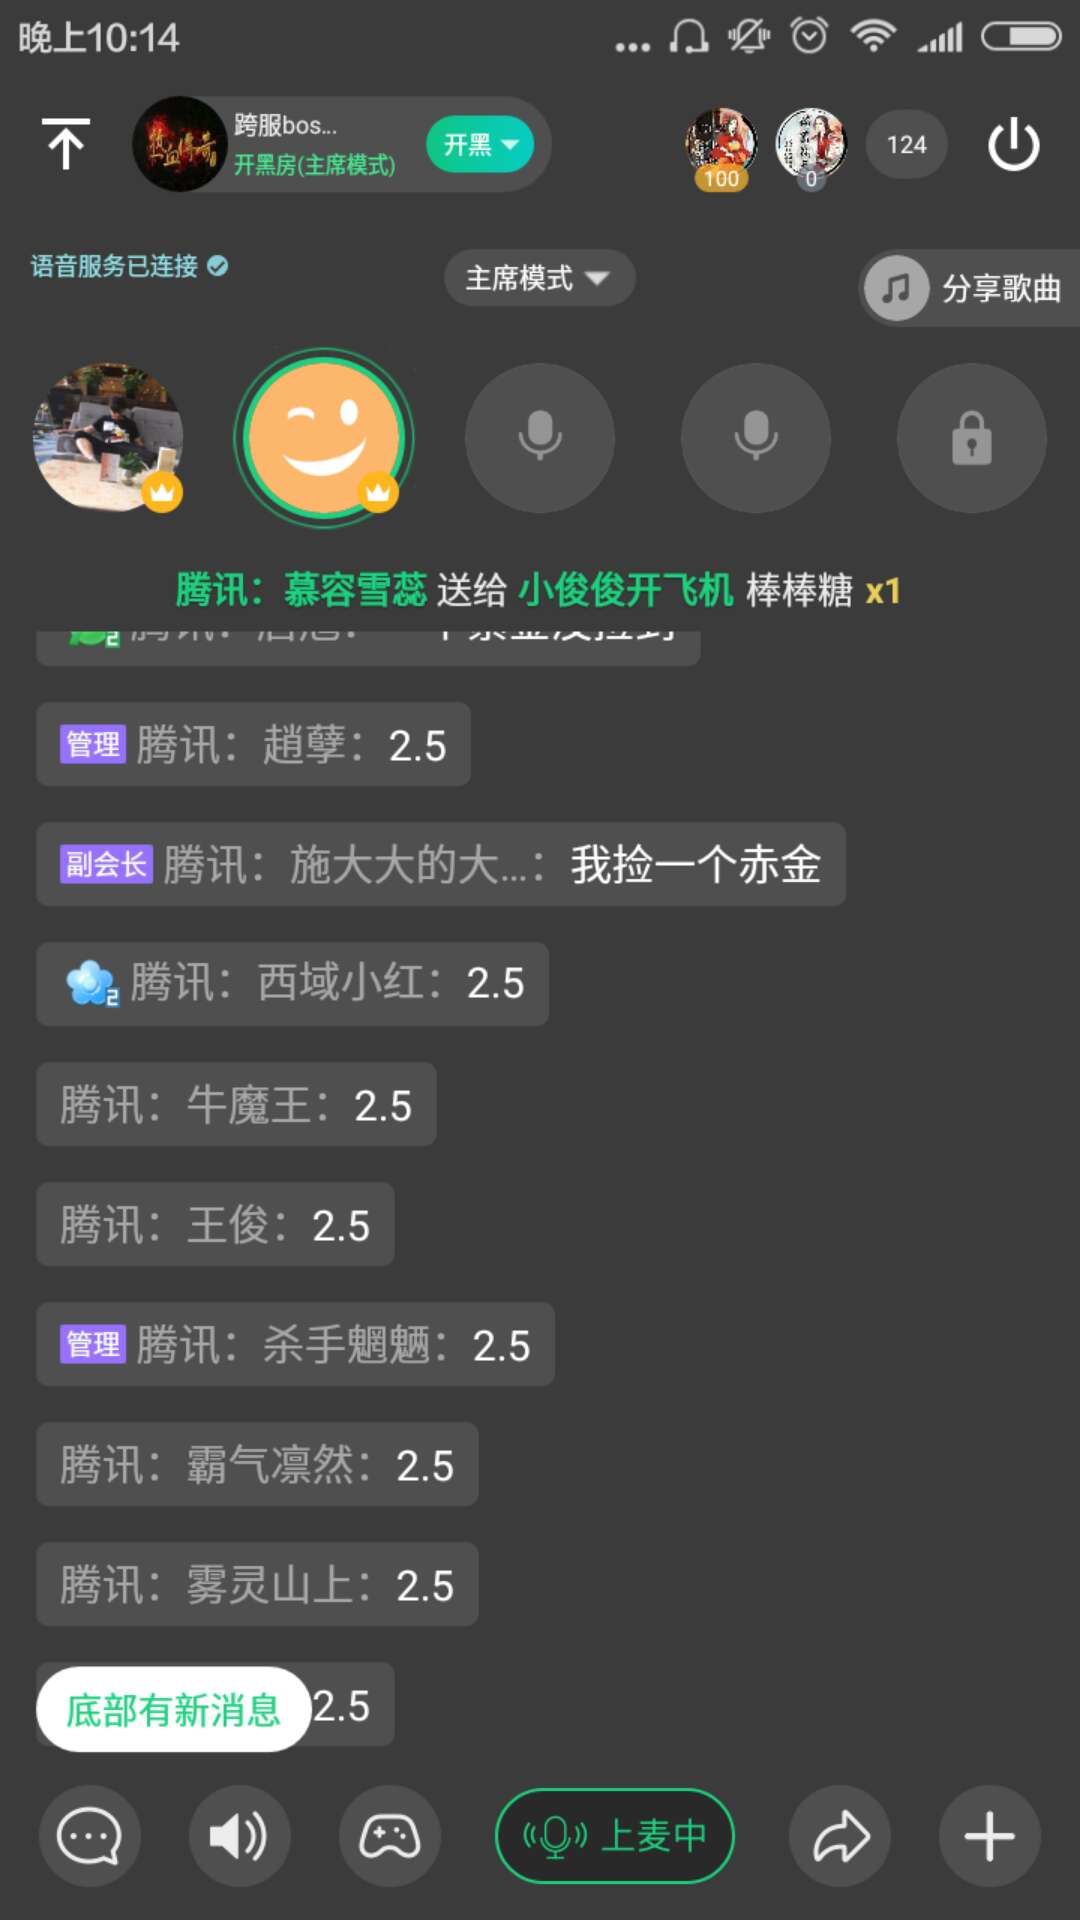 晚上10:14
跨服bos...
开黑房(主席模式)
开黑
100
0
124
语音服务已连接
主席模式
分享歌曲
腾讯：慕容雪蕊 送给 小俊俊开飞机 棒棒糖 x1
管理 腾讯：趙孽：2.5
副会长 腾讯：施大大的大...：我捡一个赤金
2 腾讯：西域小红：2.5
腾讯：牛魔王：2.5
腾讯：王俊：2.5
管理 腾讯：杀手魍魉：2.5
腾讯：霸气凛然：2.5
腾讯：雾灵山上：2.5
底部有新消息 2.5
上麦中